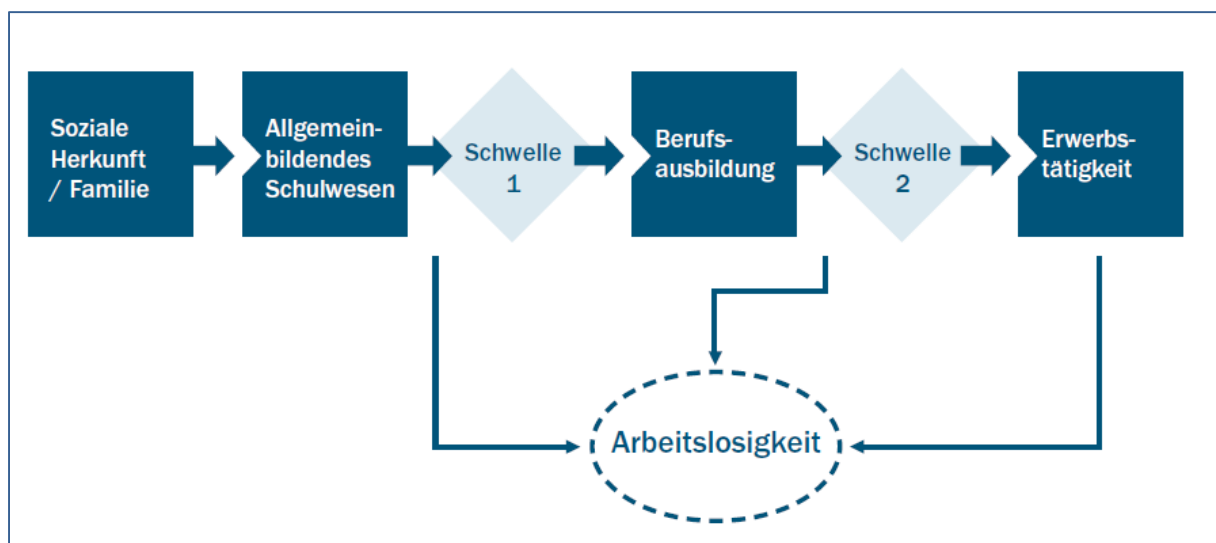 Soziale
Herkunft
/ Familie
Allgemein-
bildendes
Schulwesen
Schwelle
1
Berufs-
ausbildung
Schwelle
2
Erwerbs-
tätigkeit
Arbeitslosigkeit